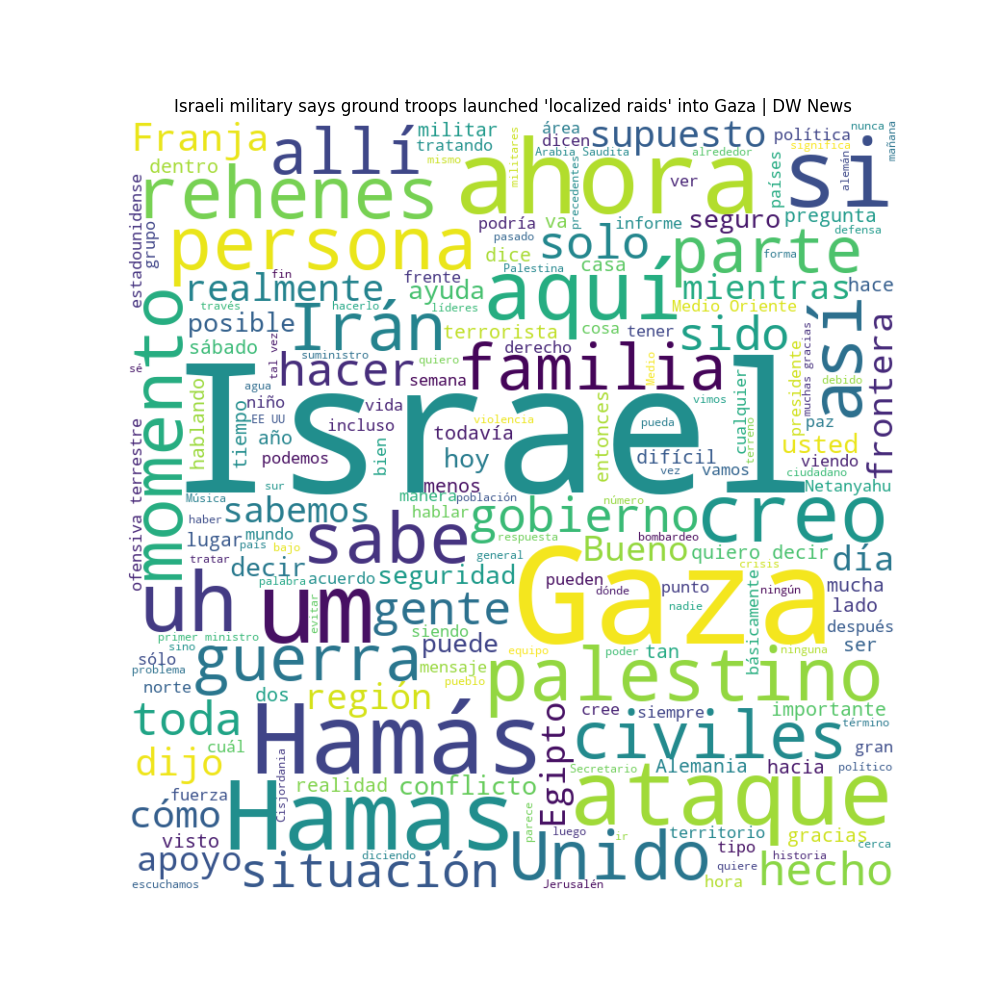 Israeli military says ground troops launched 'localized raids' into Gaza | DW News
Franja
allí
militar
tratando
área
dicen
supuesto
política
nunca
mañana
significa
si
dentro
mismo
militares
Arabia Saudita
alrededor
alemán
ahora
precedentes
países
rehenes
ver
estadounidense
grupo
persona
podría
va
informe
seguro
pregunta
defensa
pasado
solo
parte
forma
dice
casa
Palestina
fin
frente
realmente
ayuda
aquí
mientras
hace
través
hacerlo
líderes
Medio Oriente
posible
Irán
terrorista
cosa
tener
sido
así
frontera
momento
sábado
tal vez
suministro
derecho
familia
Medio
cualquier
presidente
muchas gracias
debido
sé
hacer
quiero
semana
agua
niño
vida
vimos
paz
hablando
tiempo
EE UU
incluso
violencia
pueda
terreno
usted
año
todavía
entonces
podemos
bien
hoy
difícil
viendo
Israel
vez
vamos
ciudadano
ofensiva terrestre
sur
menos
Netanyahu
Música
manera
población
número
sabemos
hablar
gobierno
creo
haber
mundo
sabe
respuesta
bombardeo
lugar
país
bajo
general
Bueno
quiero decir
día
tratar
decir
crisis
palabra
acuerdo
seguridad
pueden
dónde
punto
ningún
mucha
uh
um
gente
evitar
Gaza
nadie
básicamente
lado
siendo
después
primer ministro
sino
puede
equipo
poder
tan
ninguna
ser
sólo
guerra
problema
mensaje
pueblo
palestino
norte
dos
región
cree
siempre
importante
toda
Hamás
Egipto
civiles
término
cuál
gran
dijo
Cisjordania
Secretario
Alemania
hacia
político
realidad
conflicto
fuerza
ataque
cómo
Hamas
parece
luego
ir
territorio
gracias
visto
Unido
tipo
cerca
apoyo
situación
diciendo
historia
quiere
hecho
escuchamos
Jerusalén
hora